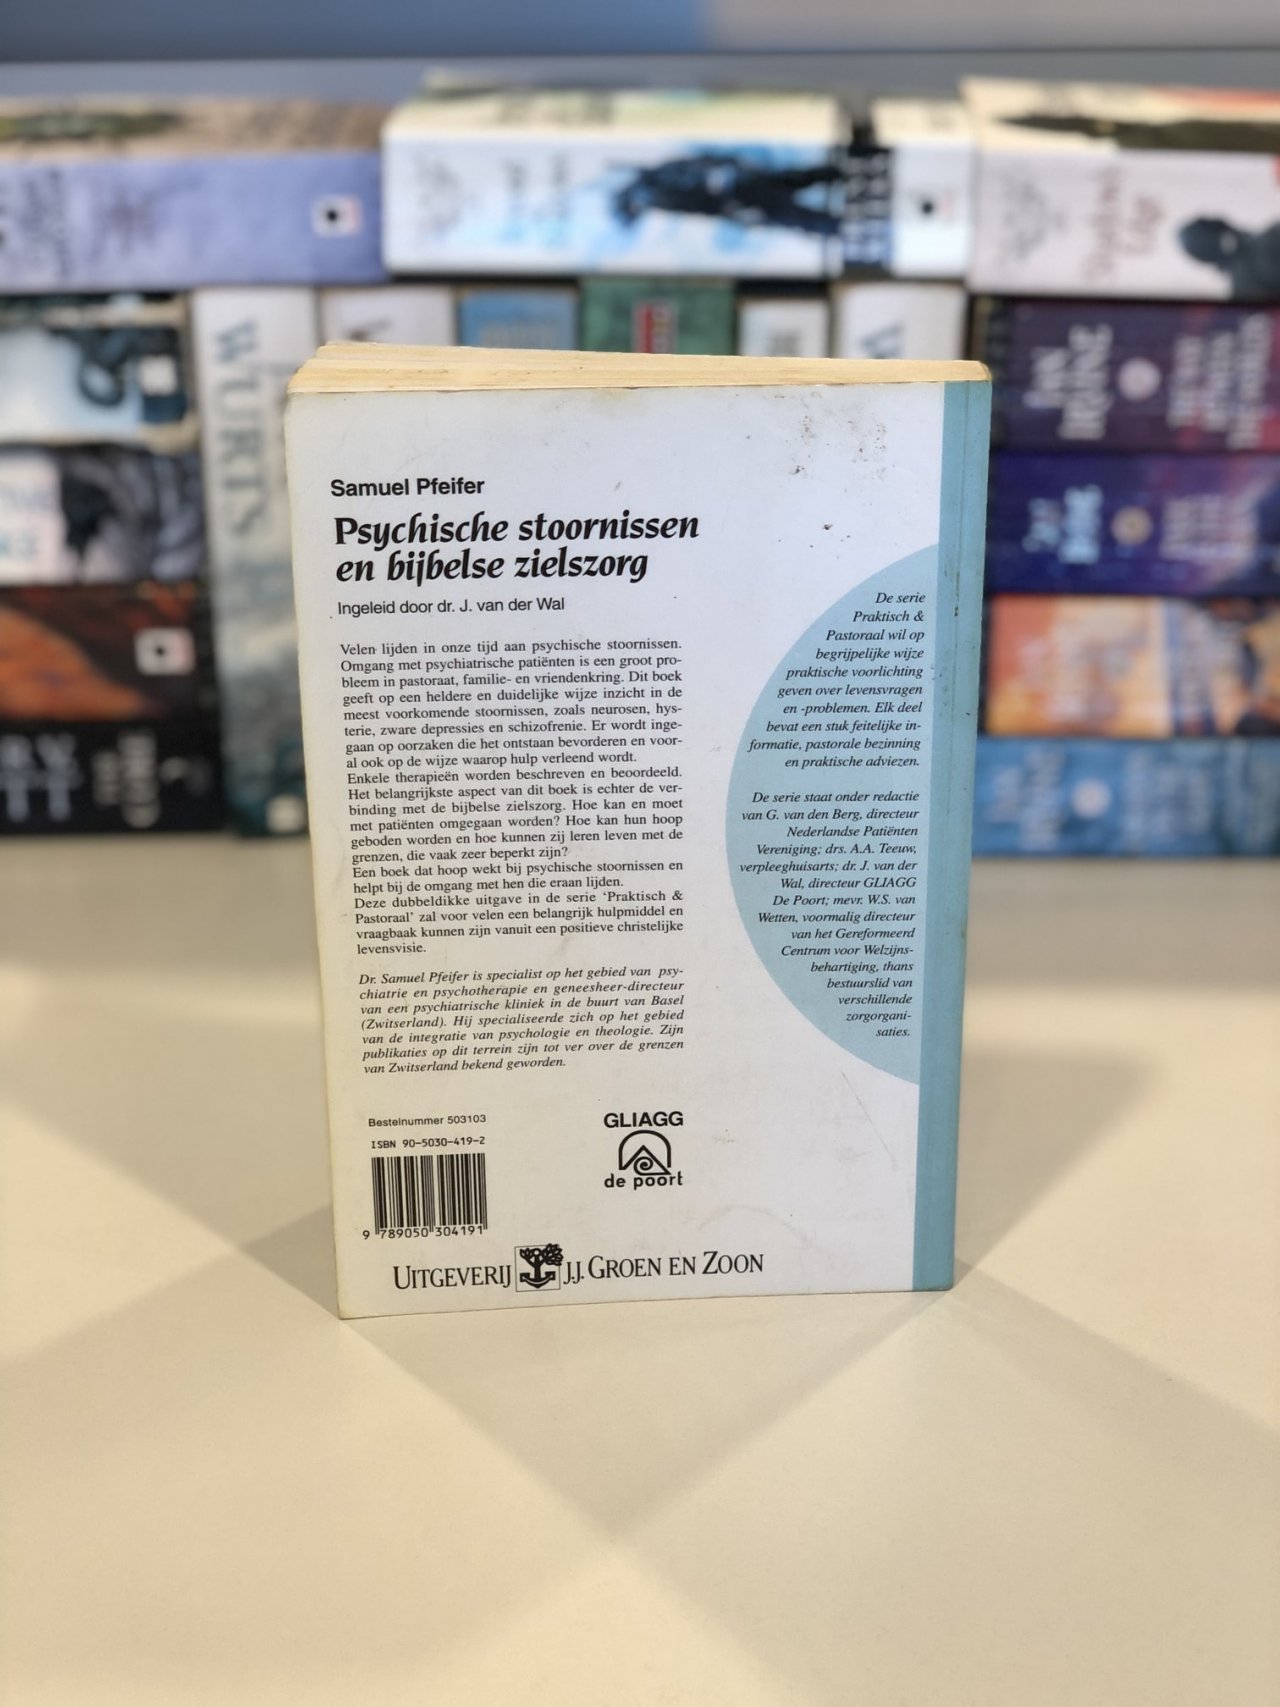 WURTS
JAN
IRVINE
Samuel Pfeifer
Psychische stoornissen
en bijbelse zielszorg
Ingeleid door dr. J. van der Wal
Velen lijden in onze tijd aan psychische stoornissen.
Omgang met psychiatrische patiënten is een groot pro-
bleem in pastoraat, familie- en vriendenkring. Dit boek
geeft op een heldere en duidelijke wijze inzicht in de
meest voorkomende stoornissen, zoals neurosen, hys-
terie, zware depressies en schizofrenie. Er wordt inge-
gaan op oorzaken die het ontstaan bevorderen en voor-
al ook op de wijze waarop hulp verleend wordt.
Enkele therapieën worden beschreven en beoordeeld.
Het belangrijkste aspect van dit boek is echter de ver-
binding met de bijbelse zielszorg. Hoe kan en moet
met patiënten omgegaan worden? Hoe kan hun hoop
geboden worden en hoe kunnen zij leren leven met de
grenzen, die vaak zeer beperkt zijn?
Een boek dat hoop wekt bij psychische stoornissen en
helpt bij de omgang met hen die eraan lijden.
Deze dubbeldikke uitgave in de serie ‘Praktisch &
Pastoraal’ zal voor velen een belangrijk hulpmiddel en
vraagbaak kunnen zijn vanuit een positieve christelijke
levensvisie.
Dr. Samuel Pfeifer is specialist op het gebied van psy-
chiatrie en psychotherapie en geneesheer-directeur
van een psychiatrische kliniek in de buurt van Basel
(Zwitserland). Hij specialiseerde zich op het gebied
van de integratie van psychologie en theologie. Zijn
publikaties op dit terrein zijn tot ver over de grenzen
van Zwitserland bekend geworden.
De serie
Praktisch &
Pastoraal wil op
begrijpelijke wijze
praktische voorlichting
geven over levensvragen
en -problemen. Elk deel
bevat een stuk feitelijke in-
formatie, pastorale bezinning
en praktische adviezen.
De serie staat onder redactie
van G. van den Berg, directeur
Nederlandse Patiënten
Vereniging; drs. A.A. Teeuw,
verpleeghuisarts; dr. J. van der
Wal, directeur GLIAGG
De Poort; mevr. W.S. van
Wetten, voormalig directeur
van het Gereformeerd
Centrum voor Welzijns-
behartiging, thans
bestuurslid van
verschillende
zorgorgani-
saties.
Bestelnummer 503103
ISBN 90-5030-419-2
9 789050 304191
GLIAGG
de poort
UITGEVERIJ J.J. GROEN EN ZOON